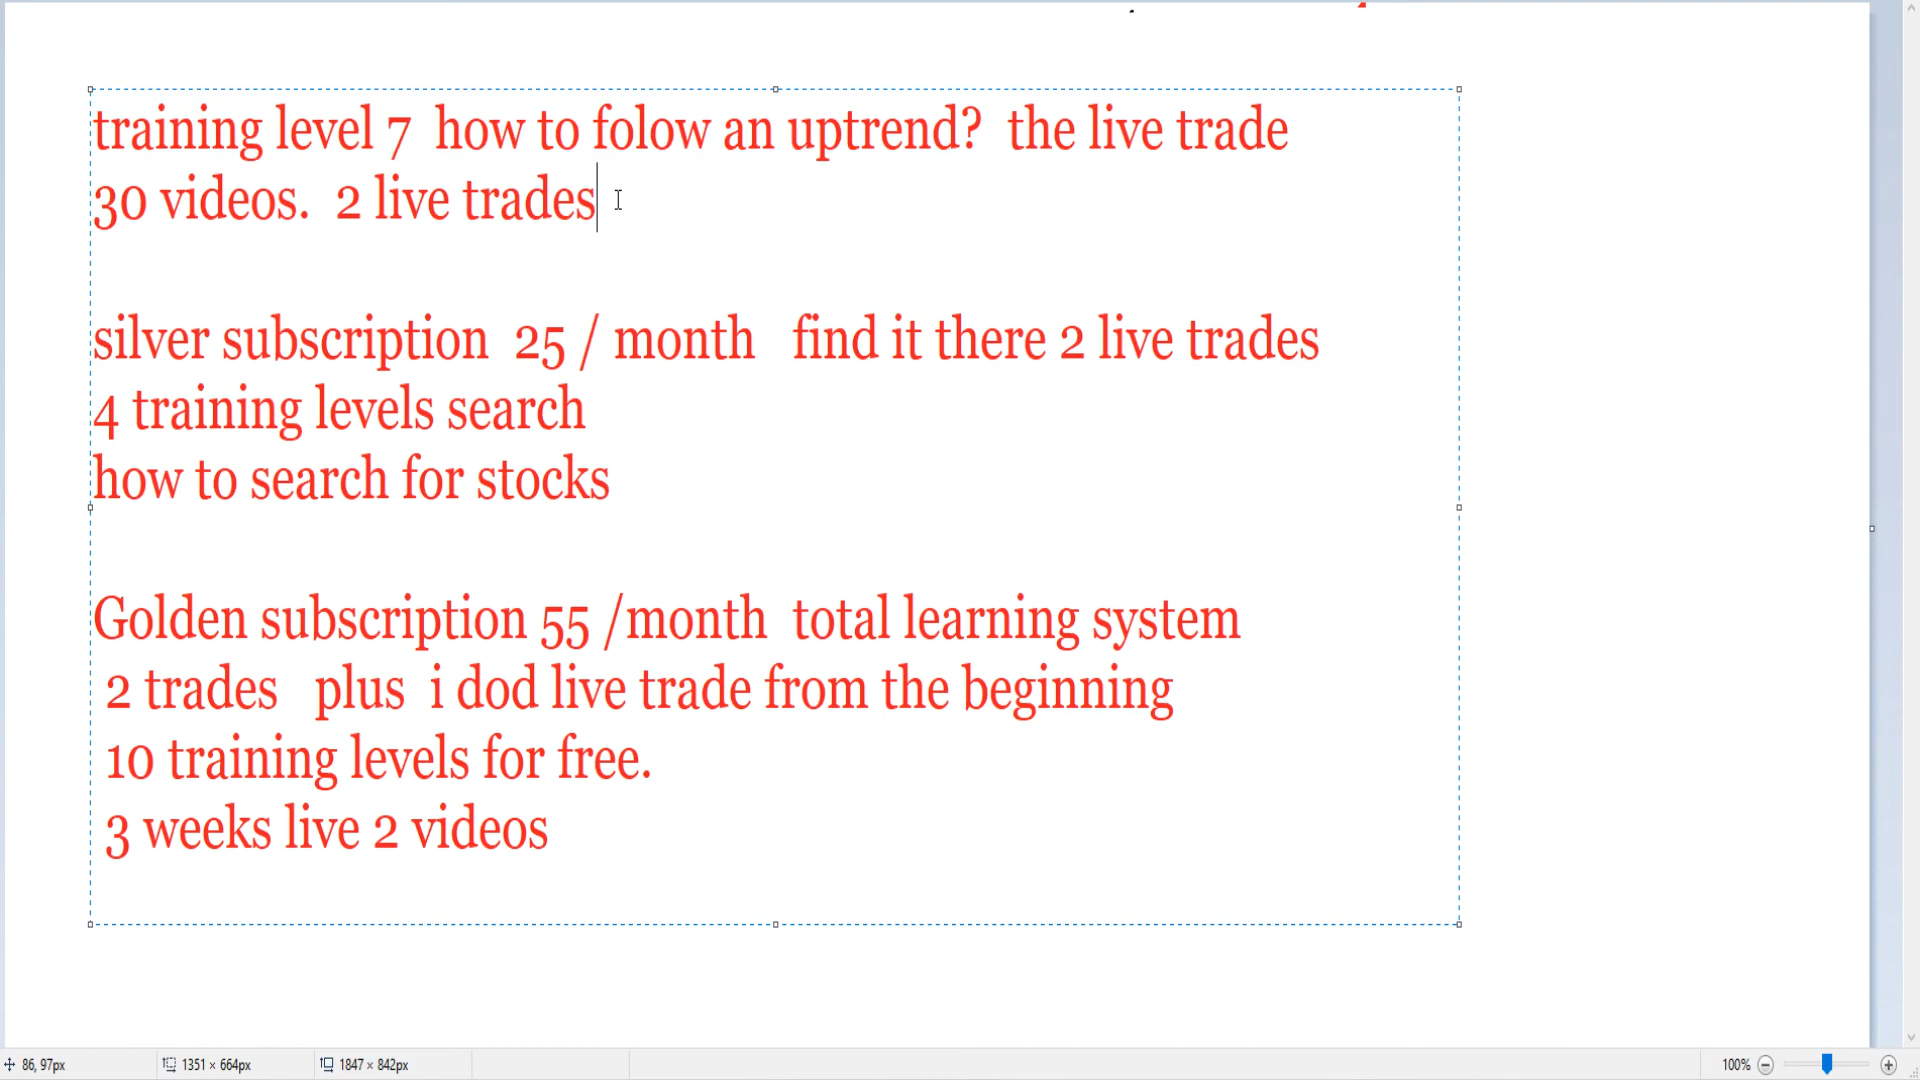 training level 7  how to folow an uptrend?  the live trade
30 videos.  2 live trades
silver subscription  25 / month   find it there 2 live trades
4 training levels search
how to search for stocks
Golden subscription 55 /month  total learning system
2 trades   plus  i dod live trade from the beginning
10 training levels for free.
3 weeks live 2 videos
86, 97px
1351 × 664px
1847 × 842px
100%